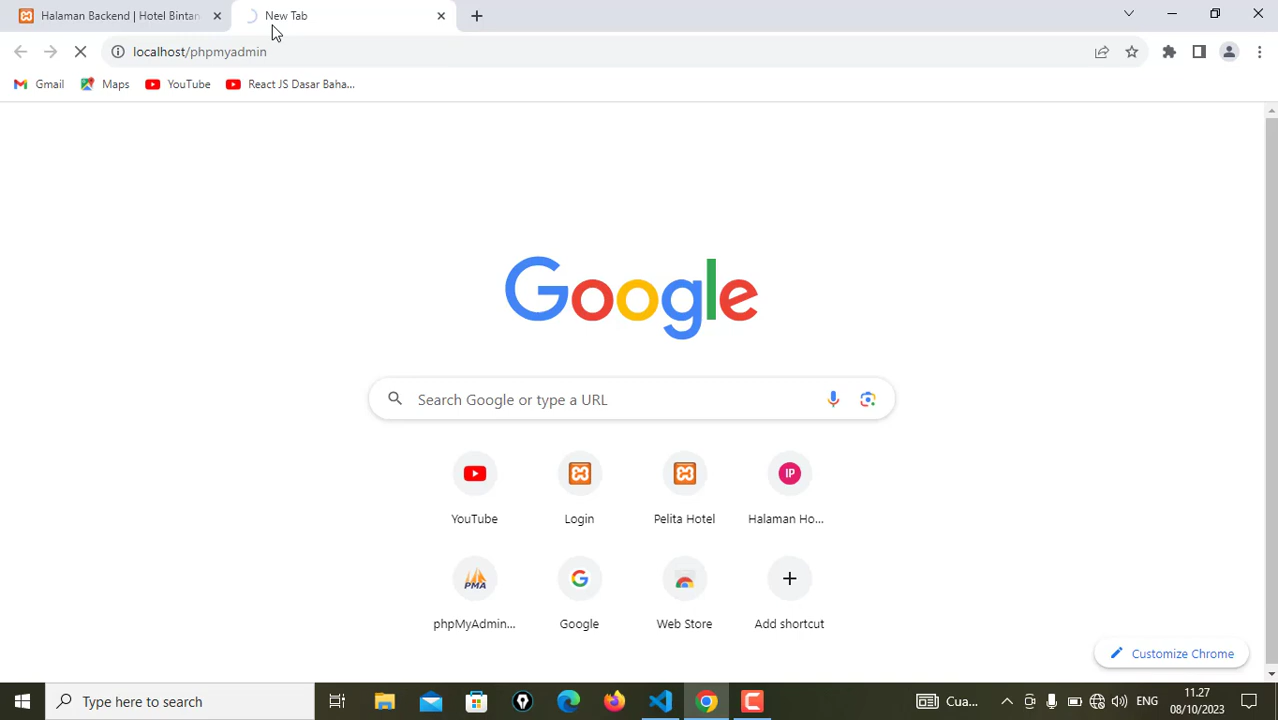 Halaman Backend | Hotel Bintan
New Tab
localhost/phpmyadmin
Gmail
Maps
YouTube
React JS Dasar Baha...
Google
Search Google or type a URL
YouTube
Login
IP
Pelita Hotel
Halaman Ho...
PMA
phpMyAdmin...
Google
Web Store
Add shortcut
Customize Chrome
Type here to search
Cua...
ENG
11.27
08/10/2023